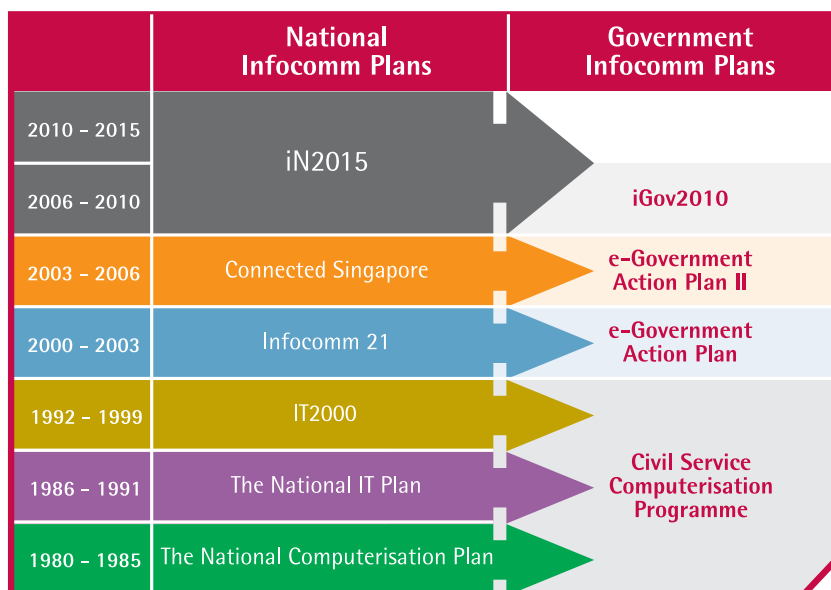 National
Infocomm Plans
Government
Infocomm Plans
2010 – 2015
iN2015
2006 – 2010
iGov2010
2003 – 2006
Connected Singapore
e-Government
Action Plan II
2000 – 2003
Infocomm 21
e-Government
Action Plan
1992 – 1999
IT2000
1986 – 1991
The National IT Plan
Civil Service
Computerisation
Programme
1980 – 1985
The National Computerisation Plan